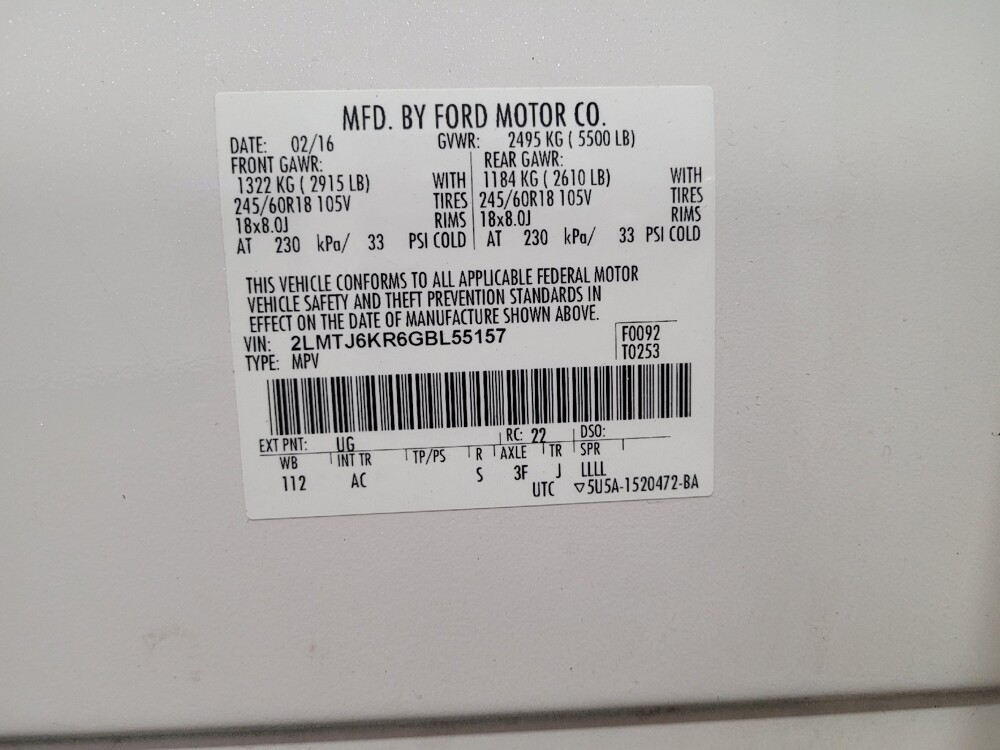 MFD. BY FORD MOTOR CO.
DATE: 02/16 GVWR: 2495 KG ( 5500 LB)
FRONT GAWR: REAR GAWR:
1322 KG ( 2915 LB) WITH 1184 KG ( 2610 LB) WITH
245/60R18 105V TIRES 245/60R18 105V TIRES
18x8.0J RIMS 18x8.0J RIMS
AT 230 kPa/ 33 PSI COLD AT 230 kPa/ 33 PSI COLD
THIS VEHICLE CONFORMS TO ALL APPLICABLE FEDERAL MOTOR
VEHICLE SAFETY AND THEFT PREVENTION STANDARDS IN
EFFECT ON THE DATE OF MANUFACTURE SHOWN ABOVE.
VIN: 2LMTJ6KR6GBL55157 F0092
TYPE: MPV T0253
EXT PNT: UG RC: 22 DSO:
WB INT TR TP/PS R AXLE TR SPR
112 AC S 3F J LLLL
UTC ▽5U5A-1520472-BA